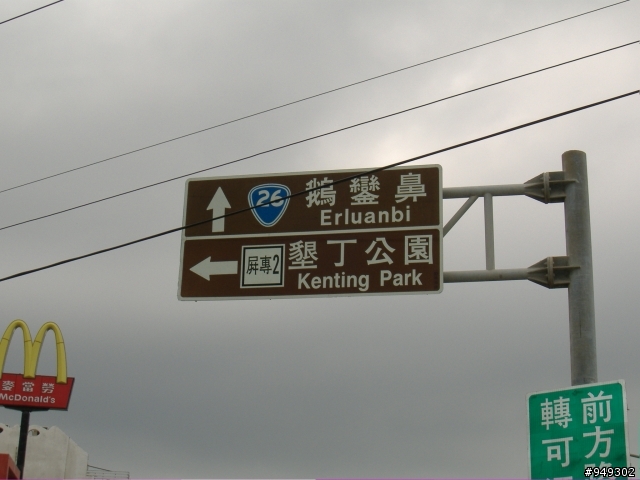 26 鵝鑾鼻
Erluanbi
屏專2 墾丁公園
Kenting Park
麥當勞
McDonald's
前方
轉可
#949302